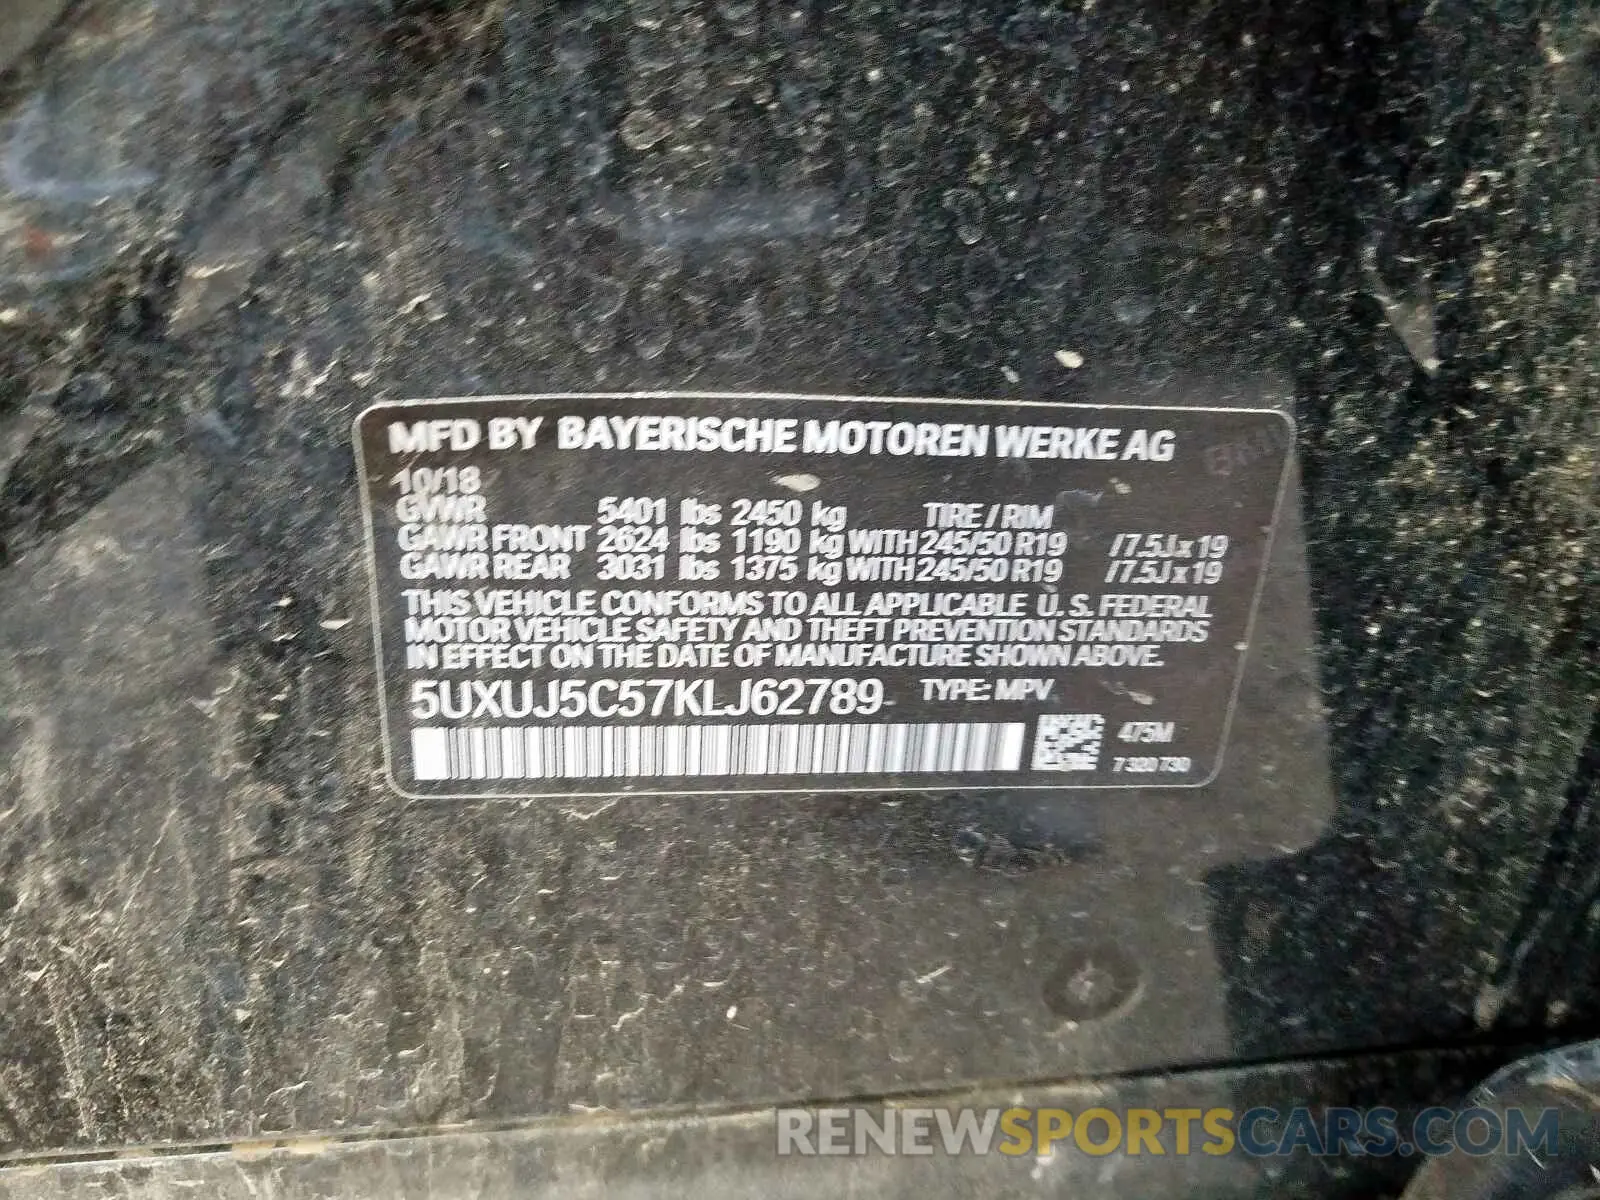 MFD BY BAYERISCHE MOTOREN WERKE AG
10/18
GVWR 5401 lbs 2450 kg TIRE / RIM
GAWR FRONT 2624 lbs 1190 kg WITH 245/50 R19 / 7.5J x 19
GAWR REAR 3031 lbs 1375 kg WITH 245/50 R19 / 7.5J x 19
THIS VEHICLE CONFORMS TO ALL APPLICABLE U. S. FEDERAL
MOTOR VEHICLE SAFETY AND THEFT PREVENTION STANDARDS
IN EFFECT ON THE DATE OF MANUFACTURE SHOWN ABOVE.
5UXUJ5C57KLJ62789 TYPE: MPV
475M
7 320 730
RENEWSPORTSCARS.COM